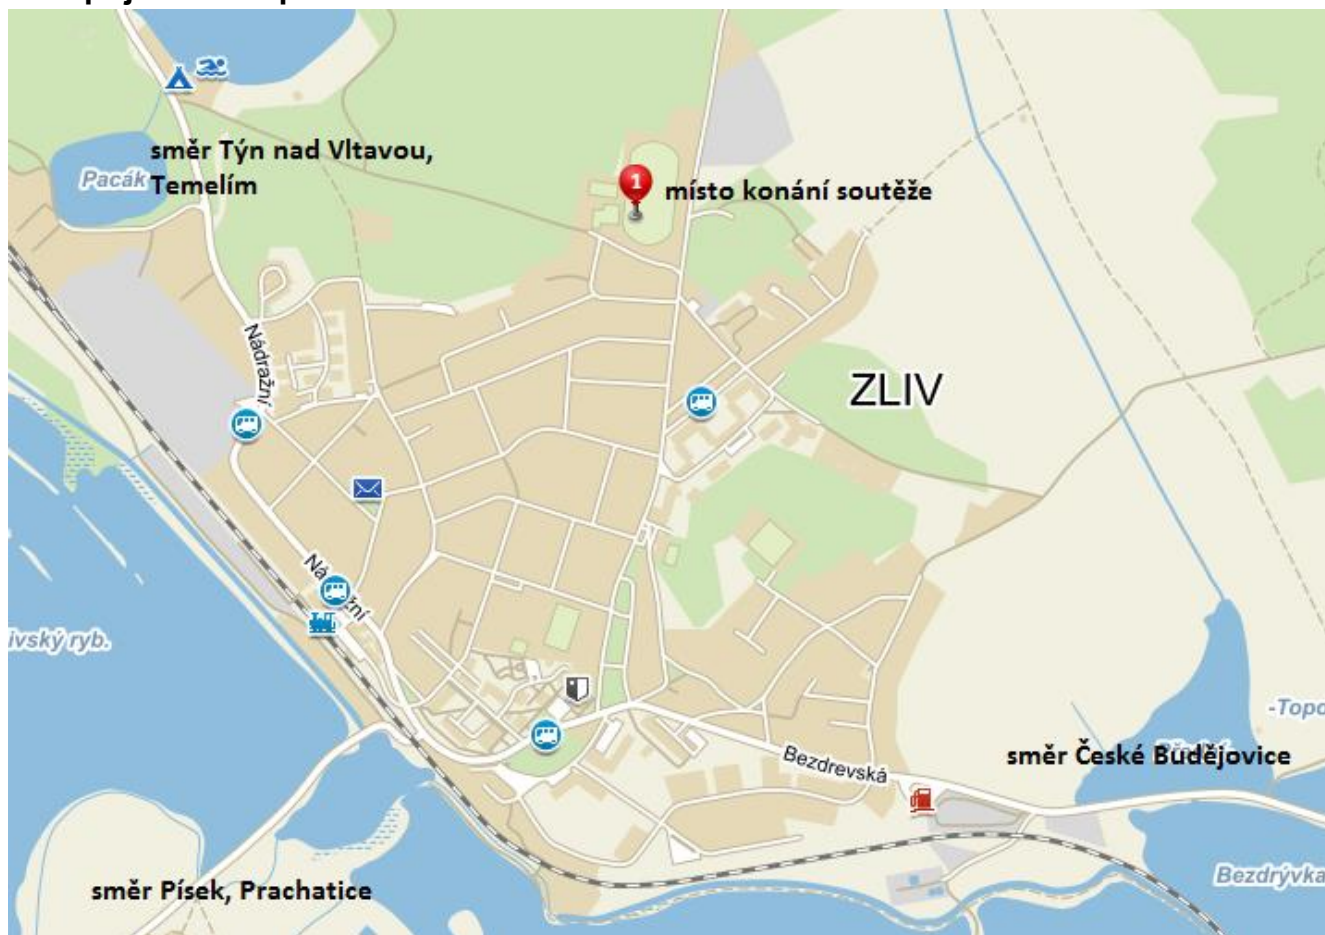 směr Týn nad Vltavou,
Temelím
Pacák
1
místo konání soutěže
Nádražní
ZLIV
Nádražní
ivský ryb.
-Topo
směr České Budějovice
Bezdrevská
Bezdrývka
směr Písek, Prachatice